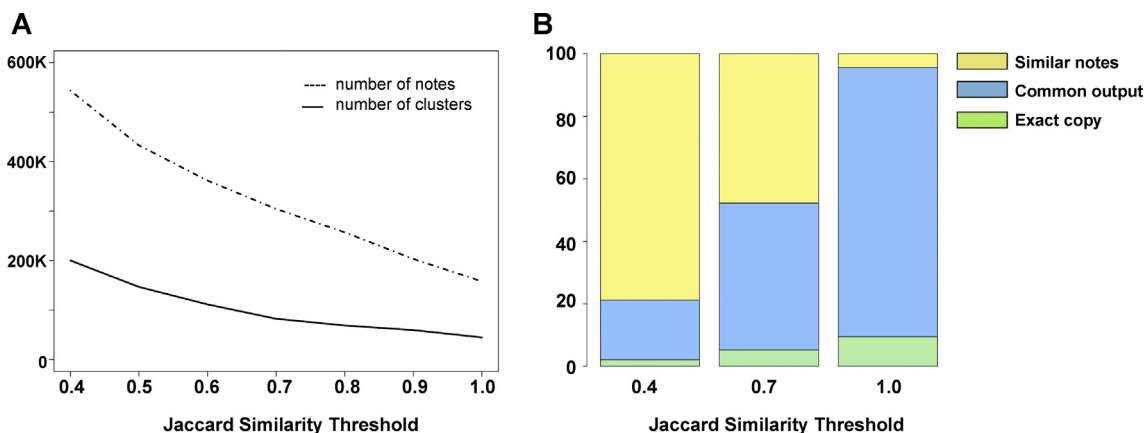 A
600K
400K
200K
0
number of notes
number of clusters
0.4 0.5 0.6 0.7 0.8 0.9 1.0
Jaccard Similarity Threshold
B
100
80
60
40
20
0
0.4 0.7 1.0
Jaccard Similarity Threshold
Similar notes
Common output
Exact copy